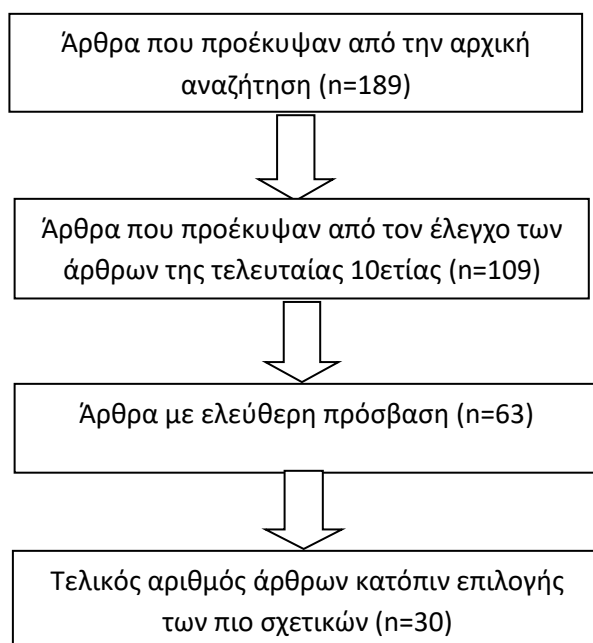 Άρθρα που προέκυψαν από την αρχική
αναζήτηση (n=189)
Άρθρα που προέκυψαν από τον έλεγχο των
άρθρων της τελευταίας 10ετίας (n=109)
Άρθρα με ελεύθερη πρόσβαση (n=63)
Τελικός αριθμός άρθρων κατόπιν επιλογής
των πιο σχετικών (n=30)